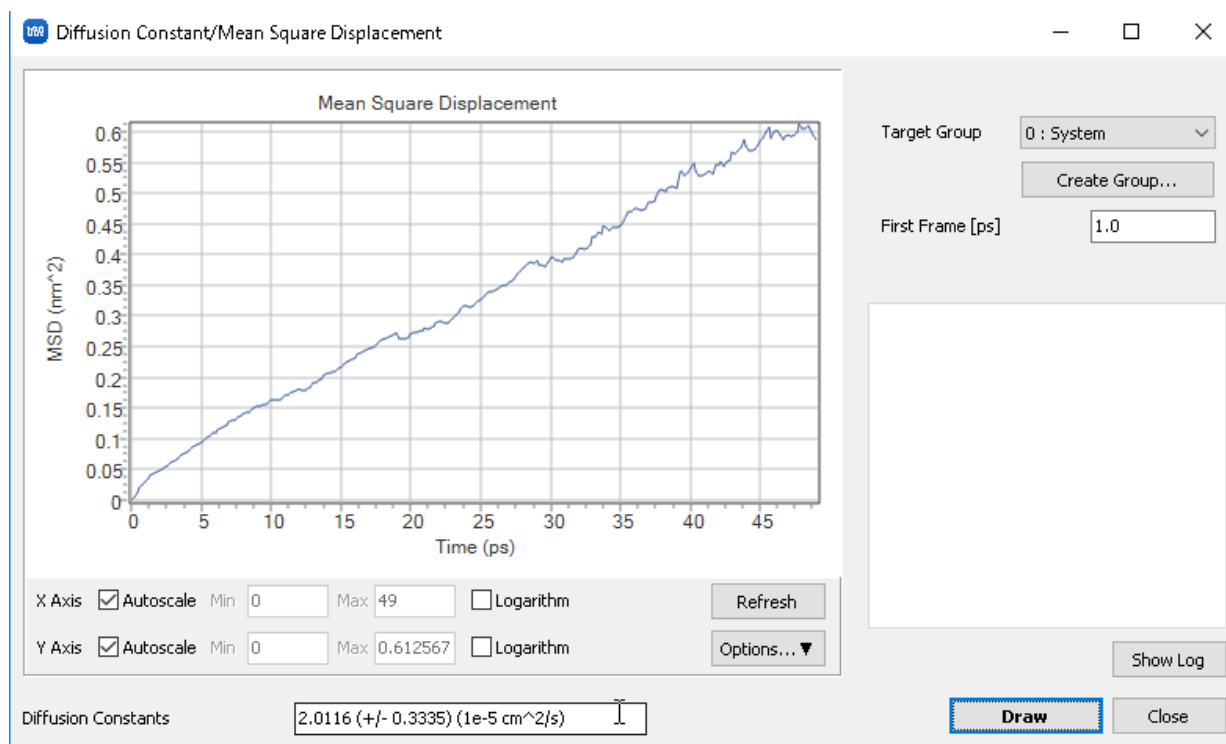 Diffusion Constant/Mean Square Displacement
Mean Square Displacement
0.6
0.55
0.5
0.45
0.4
0.35
0.3
0.25
0.2
0.15
0.1
0.05
0
MSD (nm^2)
0 5 10 15 20 25 30 35 40 45
Time (ps)
X Axis Autoscale Min 0 Max 49 Logarithm Refresh
Y Axis Autoscale Min 0 Max 0.612567 Logarithm Options... ▼
Target Group 0 : System
Create Group...
First Frame [ps] 1.0
Show Log
Diffusion Constants 2.0116 (+/- 0.3335) (1e-5 cm^2/s) Draw Close